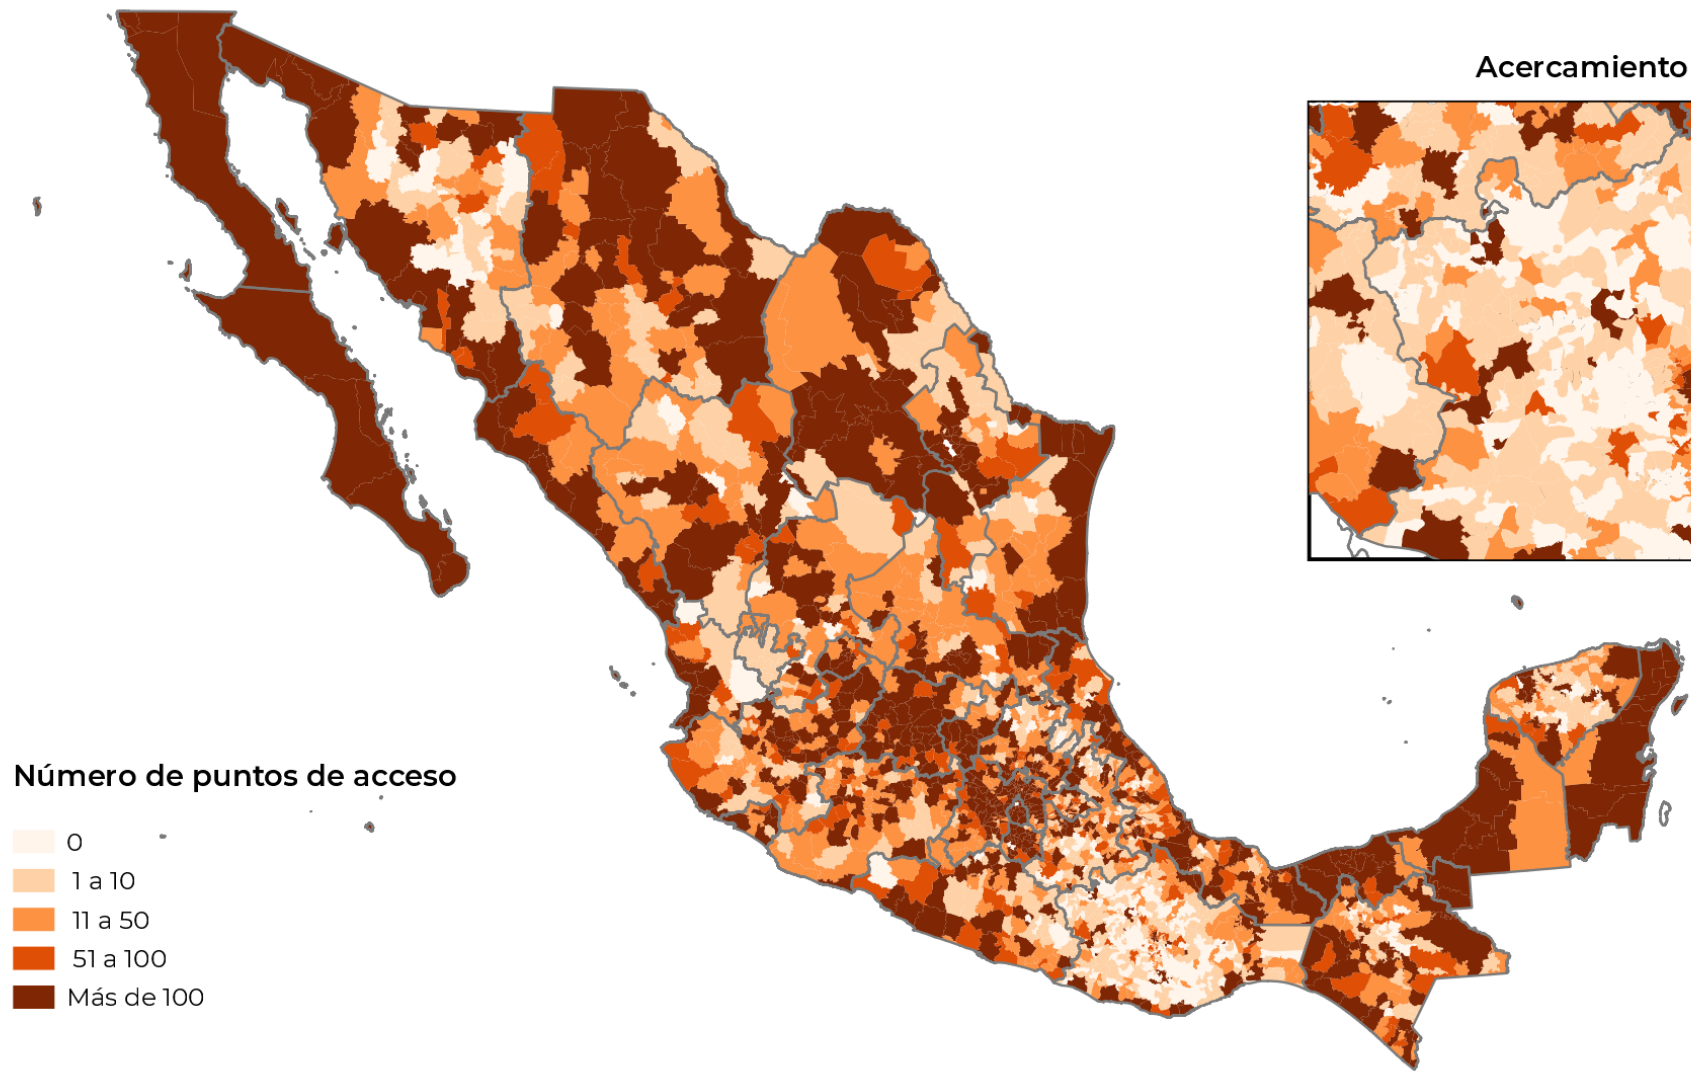 Acercamiento
Número de puntos de acceso
0
1 a 10
11 a 50
51 a 100
Más de 100